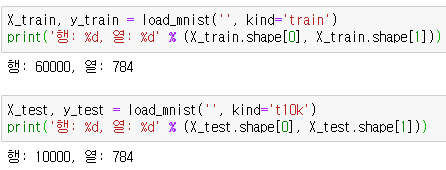 X_train, y_train = load_mnist('', kind='train')
print('행: %d, 열: %d' % (X_train.shape[0], X_train.shape[1]))
행: 60000, 열: 784
X_test, y_test = load_mnist('', kind='t10k')
print('행: %d, 열: %d' % (X_test.shape[0], X_test.shape[1]))
행: 10000, 열: 784